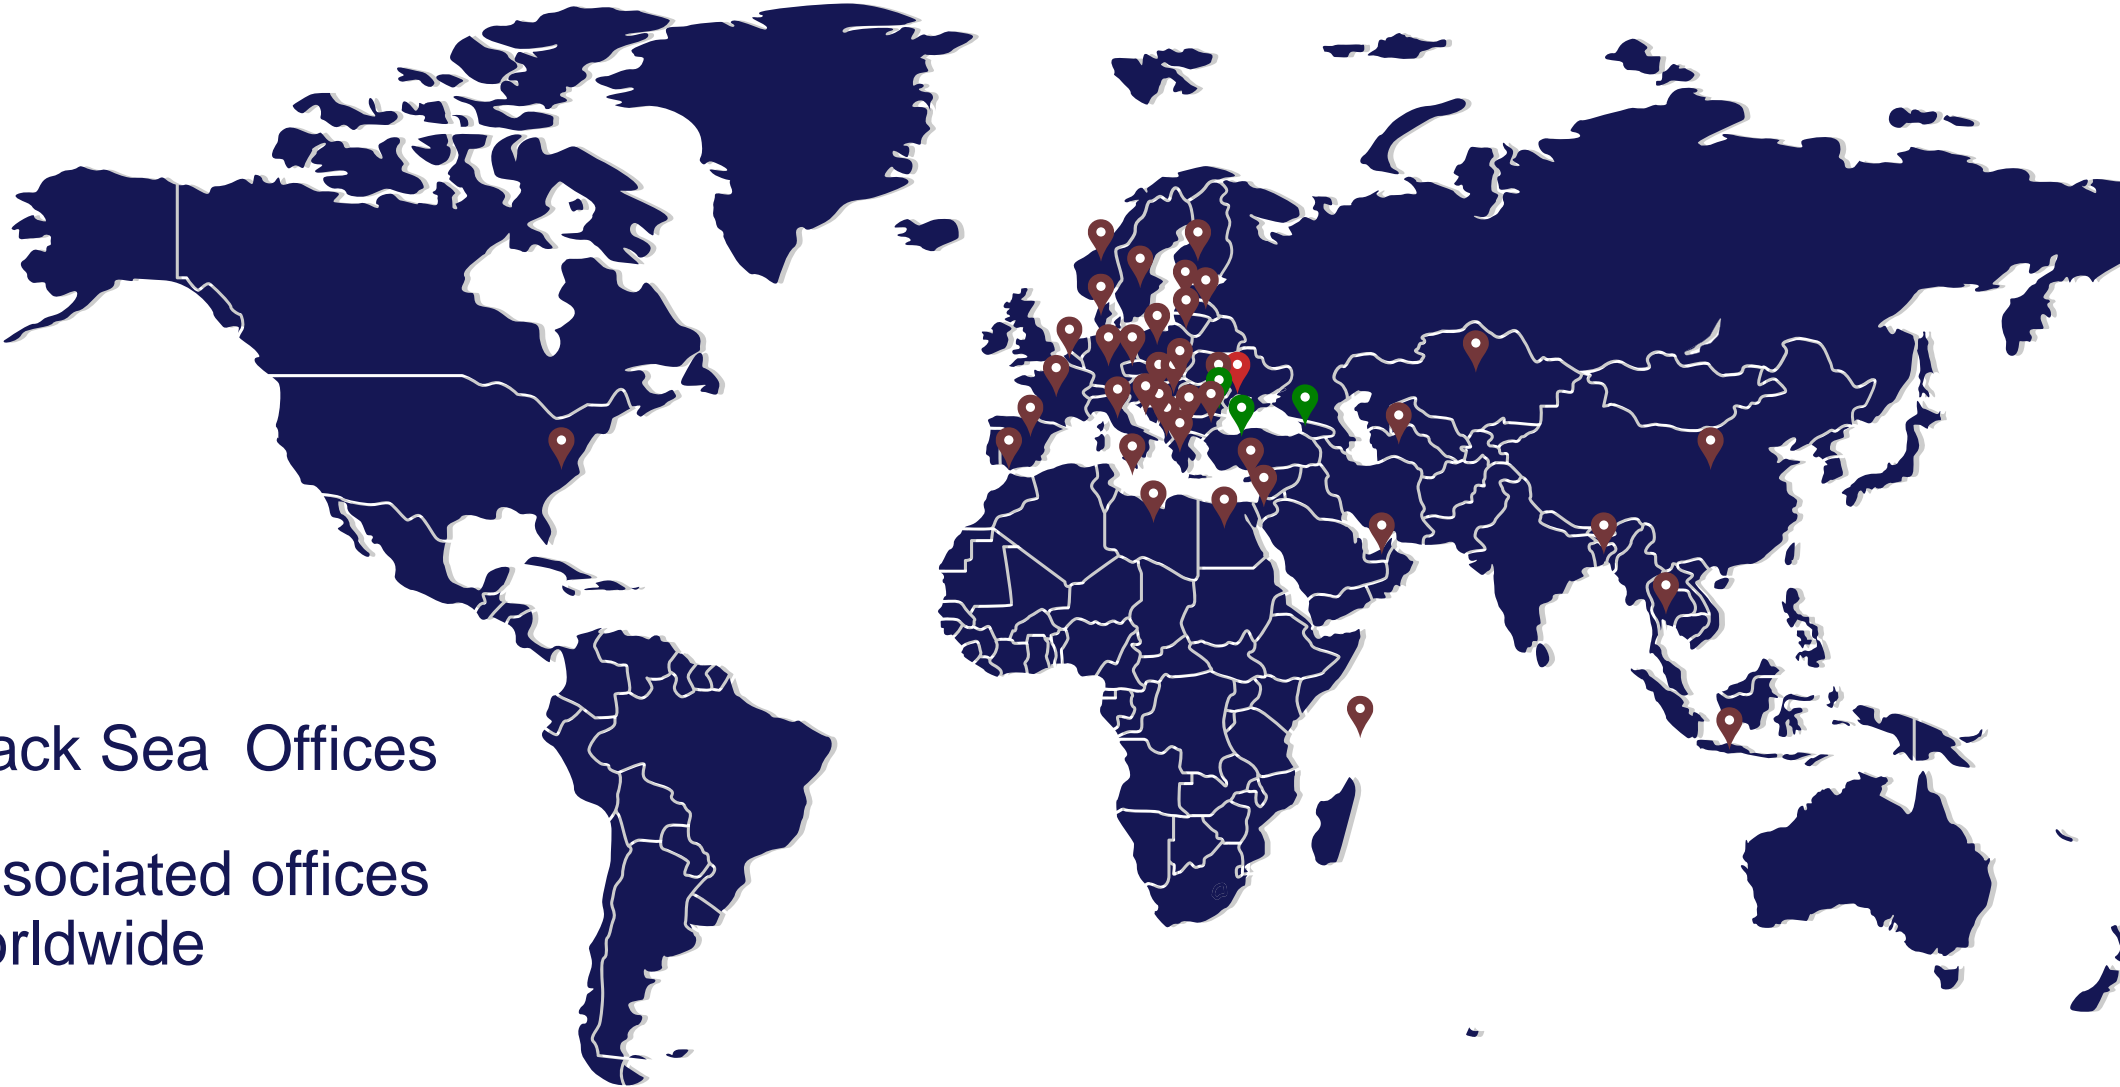 ack Sea Offices
sociated offices
orldwide